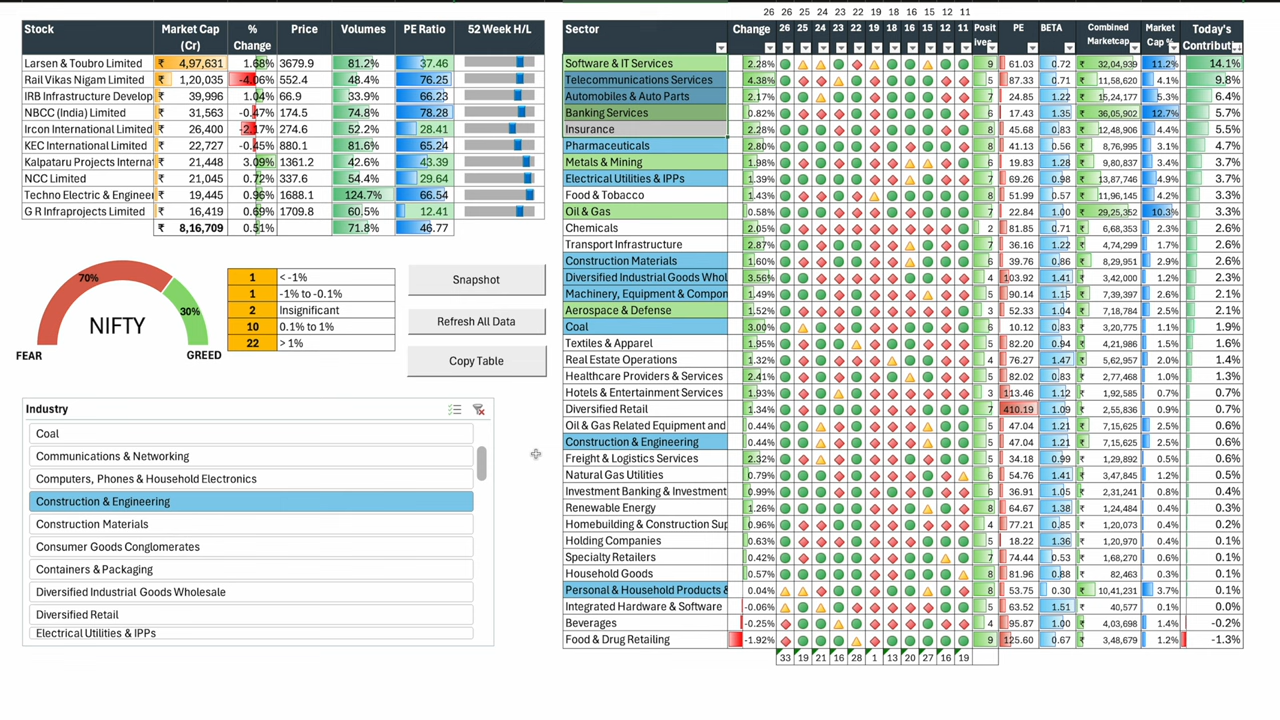 Stock Market Cap (Cr) % Change Price Volumes PE Ratio 52 Week H/L
Larsen & Toubro Limited ₹ 4,97,631 1.68% 3679.9 81.2% 37.46
Rail Vikas Nigam Limited ₹ 1,20,035 -4.06% 552.4 48.4% 76.25
IRB Infrastructure Develop ₹ 39,996 1.04% 66.9 33.9% 66.23
NBCC (India) Limited ₹ 31,563 -0.47% 174.5 74.8% 78.28
Ircon International Limited ₹ 26,400 -2.17% 274.6 52.2% 28.41
KEC International Limited ₹ 22,727 -0.45% 880.1 81.6% 65.24
Kalpataru Projects Interna ₹ 21,448 3.09% 1361.2 42.6% 43.39
NCC Limited ₹ 21,045 0.72% 337.6 54.4% 29.64
Techno Electric & Engineer ₹ 19,445 0.96% 1688.1 124.7% 66.54
G R Infraprojects Limited ₹ 16,419 0.69% 1709.8 60.5% 12.41
₹ 8,16,709 0.51% 71.8% 46.77
70%
30%
NIFTY
FEAR GREED
1 < -1%
1 -1% to -0.1%
2 Insignificant
10 0.1% to 1%
22 > 1%
Snapshot
Refresh All Data
Copy Table
Industry
Coal
Communications & Networking
Computers, Phones & Household Electronics
Construction & Engineering
Construction Materials
Consumer Goods Conglomerates
Containers & Packaging
Diversified Industrial Goods Wholesale
Diversified Retail
Electrical Utilities & IPPs
26 26 25 24 23 22 19 18 16 15 12 11
Sector Change 26 25 24 23 22 19 18 16 15 12 11 Posit ives PE BETA Combined Marketcap Market Cap % Today's Contribut
Software & IT Services 2.28% 9 61.03 0.72 ₹ 32,04,939 11.2% 14.1%
Telecommunications Services 4.38% 5 87.33 0.71 ₹ 11,58,620 4.1% 9.8%
Automobiles & Auto Parts 2.17% 7 24.85 1.22 ₹ 15,24,177 5.3% 6.4%
Banking Services 0.82% 6 17.43 1.35 ₹ 36,05,902 12.7% 5.7%
Insurance 2.28% 8 45.68 0.83 ₹ 12,48,906 4.4% 5.5%
Pharmaceuticals 2.80% 8 41.13 0.56 ₹ 8,76,995 3.1% 4.7%
Metals & Mining 1.98% 6 19.83 1.28 ₹ 9,80,837 3.4% 3.7%
Electrical Utilities & IPPs 1.39% 7 69.26 0.98 ₹ 13,87,746 4.9% 3.7%
Food & Tobacco 1.43% 8 51.99 0.57 ₹ 11,96,145 4.2% 3.3%
Oil & Gas 0.58% 7 22.84 1.00 ₹ 29,25,352 10.3% 3.3%
Chemicals 2.05% 2 81.85 0.71 ₹ 6,68,353 2.3% 2.6%
Transport Infrastructure 2.87% 7 36.16 1.22 ₹ 4,74,299 1.7% 2.6%
Construction Materials 1.60% 6 39.76 0.86 ₹ 8,29,951 2.9% 2.6%
Diversified Industrial Goods Whol 3.56% 4 103.92 1.41 ₹ 3,42,000 1.2% 2.3%
Machinery, Equipment & Compon 1.49% 5 90.14 1.15 ₹ 7,39,397 2.6% 2.1%
Aerospace & Defense 1.52% 3 52.33 1.04 ₹ 7,18,784 2.5% 2.1%
Coal 3.00% 6 10.12 0.83 ₹ 3,20,775 1.1% 1.9%
Textiles & Apparel 1.95% 5 82.20 0.94 ₹ 4,21,986 1.5% 1.6%
Real Estate Operations 1.32% 4 76.27 1.47 ₹ 5,62,957 2.0% 1.4%
Healthcare Providers & Services 2.41% 5 82.02 0.83 ₹ 2,77,468 1.0% 1.3%
Hotels & Entertainment Services 1.93% 3 113.46 1.12 ₹ 1,92,585 0.7% 0.7%
Diversified Retail 1.34% 7 410.19 1.09 ₹ 2,55,836 0.9% 0.7%
Oil & Gas Related Equipment and 0.44% 5 47.04 1.21 ₹ 7,15,625 2.5% 0.6%
Construction & Engineering 0.44% 5 47.04 1.21 ₹ 7,15,625 2.5% 0.6%
Freight & Logistics Services 2.32% 5 34.18 0.99 ₹ 1,29,892 0.5% 0.6%
Natural Gas Utilities 0.79% 6 54.76 1.41 ₹ 3,47,845 1.2% 0.5%
Investment Banking & Investment 0.99% 6 36.91 1.05 ₹ 2,31,241 0.8% 0.4%
Renewable Energy 1.26% 8 64.67 1.38 ₹ 1,24,484 0.4% 0.3%
Homebuilding & Construction Sup 0.96% 4 77.21 0.85 ₹ 1,20,073 0.4% 0.2%
Holding Companies 0.63% 5 18.22 1.36 ₹ 1,20,970 0.4% 0.1%
Specialty Retailers 0.42% 7 74.44 0.53 ₹ 1,68,270 0.6% 0.1%
Household Goods 0.57% 8 81.96 0.88 ₹ 82,463 0.3% 0.1%
Personal & Household Products & 0.04% 8 53.75 0.30 ₹ 10,41,231 3.7% 0.1%
Integrated Hardware & Software -0.06% 5 63.52 1.51 ₹ 40,577 0.1% 0.0%
Beverages -0.25% 4 95.87 1.00 ₹ 4,03,698 1.4% -0.2%
Food & Drug Retailing -1.92% 9 125.60 0.67 ₹ 3,48,679 1.2% -1.3%
33 19 21 16 28 1 13 20 27 16 19